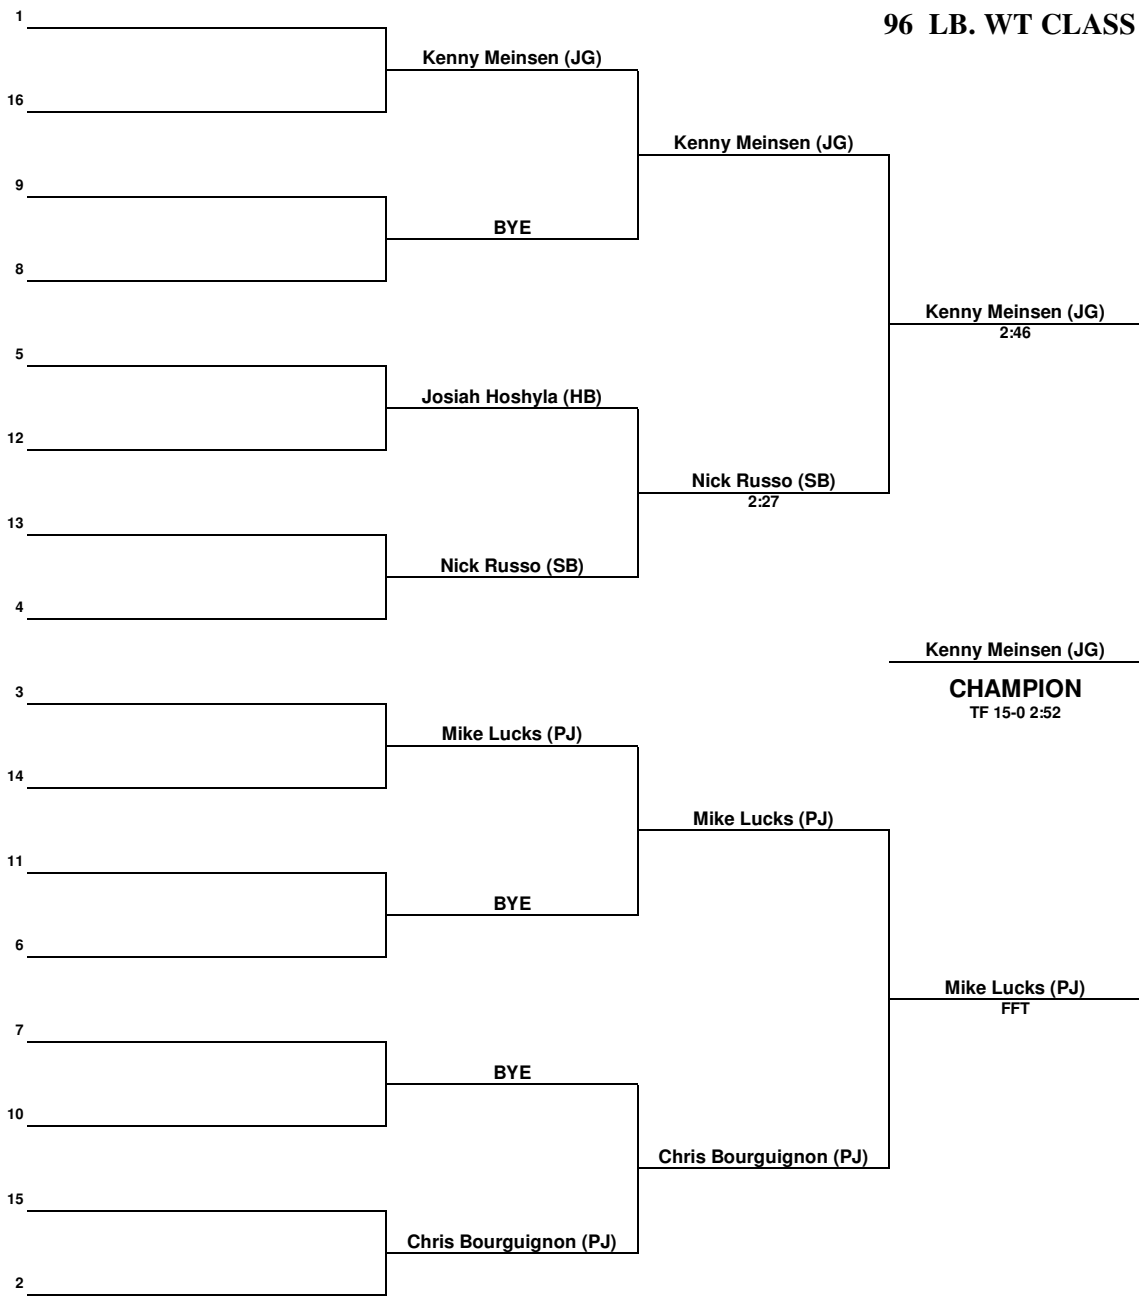 1
96 LB. WT CLASS
Kenny Meinsen (JG)
16
Kenny Meinsen (JG)
9
BYE
8
Kenny Meinsen (JG)
2:46
5
Josiah Hoshyla (HB)
12
Nick Russo (SB)
2:27
13
Nick Russo (SB)
4
Kenny Meinsen (JG)
CHAMPION
TF 15-0 2:52
3
Mike Lucks (PJ)
14
Mike Lucks (PJ)
11
BYE
6
Mike Lucks (PJ)
FFT
7
BYE
10
Chris Bourguignon (PJ)
15
Chris Bourguignon (PJ)
2